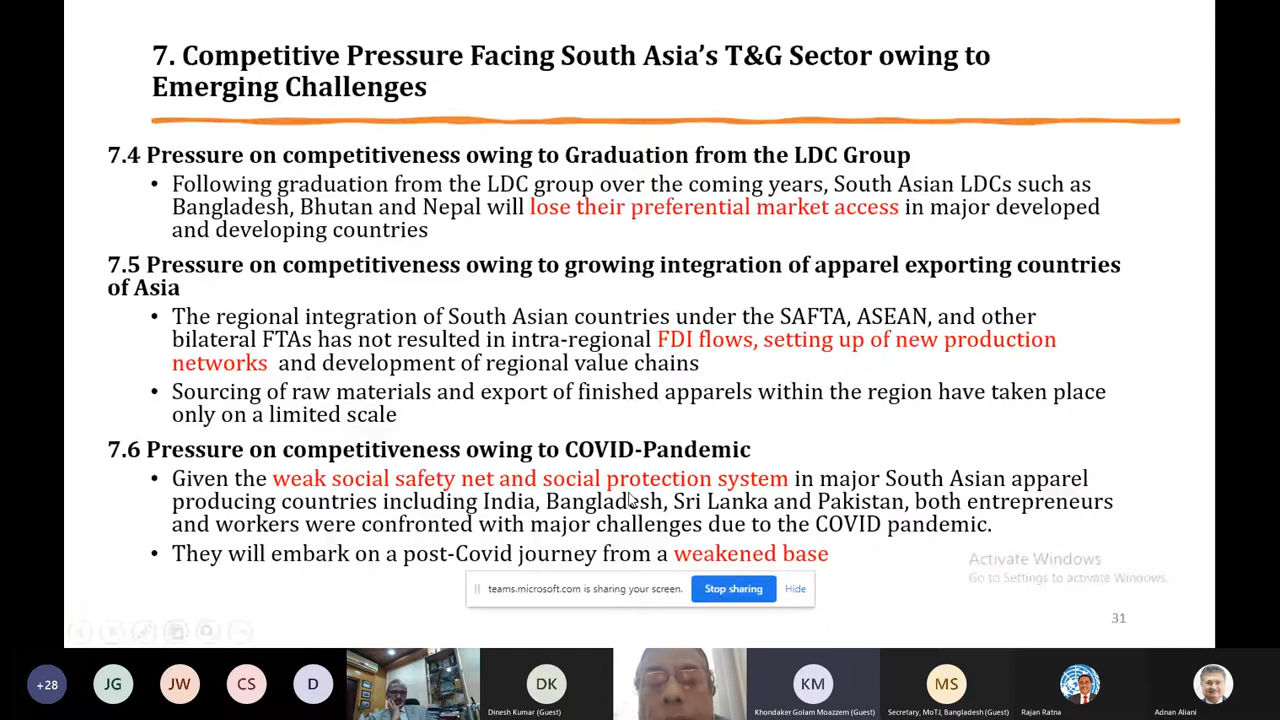 7. Competitive Pressure Facing South Asia's T&G Sector owing to
Emerging Challenges
7.4 Pressure on competitiveness owing to Graduation from the LDC Group
• Following graduation from the LDC group over the coming years, South Asian LDCs such as
Bangladesh, Bhutan and Nepal will lose their preferential market access in major developed
and developing countries
7.5 Pressure on competitiveness owing to growing integration of apparel exporting countries
of Asia
• The regional integration of South Asian countries under the SAFTA, ASEAN, and other
bilateral FTAs has not resulted in intra-regional FDI flows, setting up of new production
networks and development of regional value chains
• Sourcing of raw materials and export of finished apparels within the region have taken place
only on a limited scale
7.6 Pressure on competitiveness owing to COVID-Pandemic
• Given the weak social safety net and social protection system in major South Asian apparel
producing countries including India, Bangladesh, Sri Lanka and Pakistan, both entrepreneurs
and workers were confronted with major challenges due to the COVID pandemic.
• They will embark on a post-Covid journey from a weakened base
Activate Windows
Go to Settings to activate Windows.
teams.microsoft.com is sharing your screen. Stop sharing Hide
31
+28 JG JW CS D DK KM MS
Dinesh Kumar (Guest) Khondaker Golam Moazzem (Guest) Secretary, MoTJ, Bangladesh (Guest) Rajan Ratna Adnan Aliani